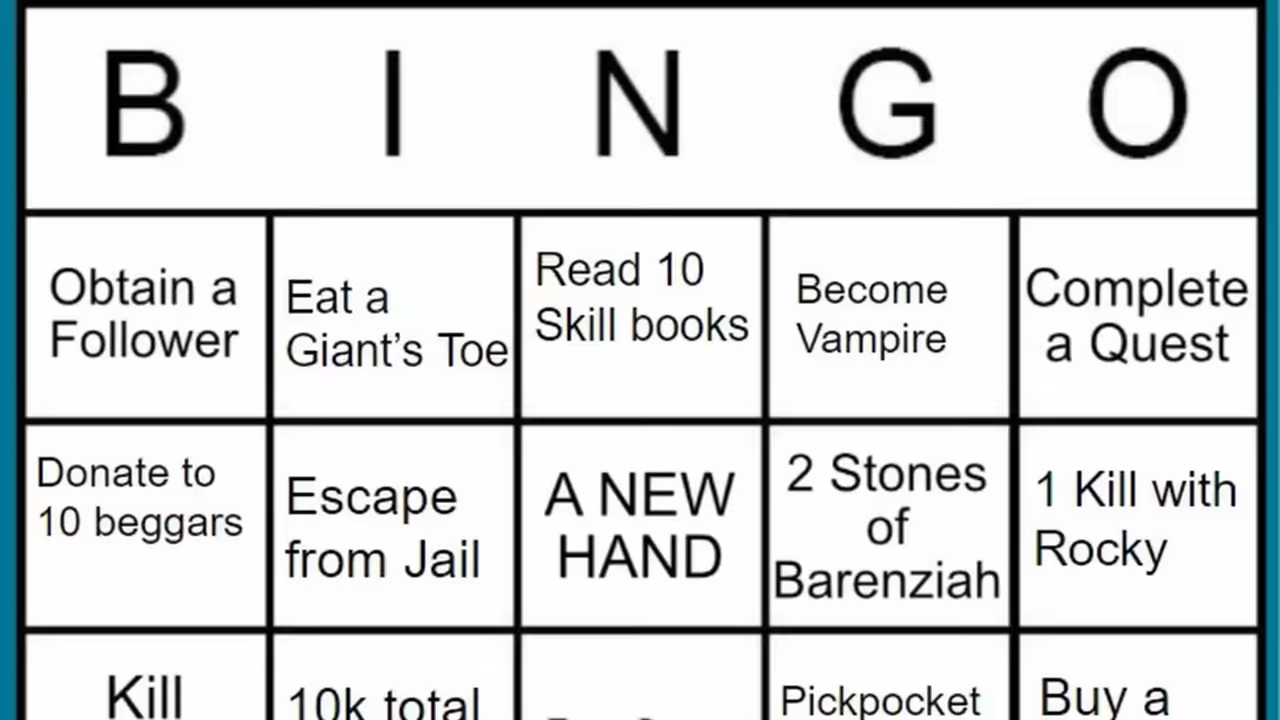 B I N G O
Obtain a
Follower
Eat a
Giant’s Toe
Read 10
Skill books
Become
Vampire
Complete
a Quest
Donate to
10 beggars
Escape
from Jail
A NEW
HAND
2 Stones
of
Barenziah
1 Kill with
Rocky
Kill
10k total
Pickpocket
Buy a